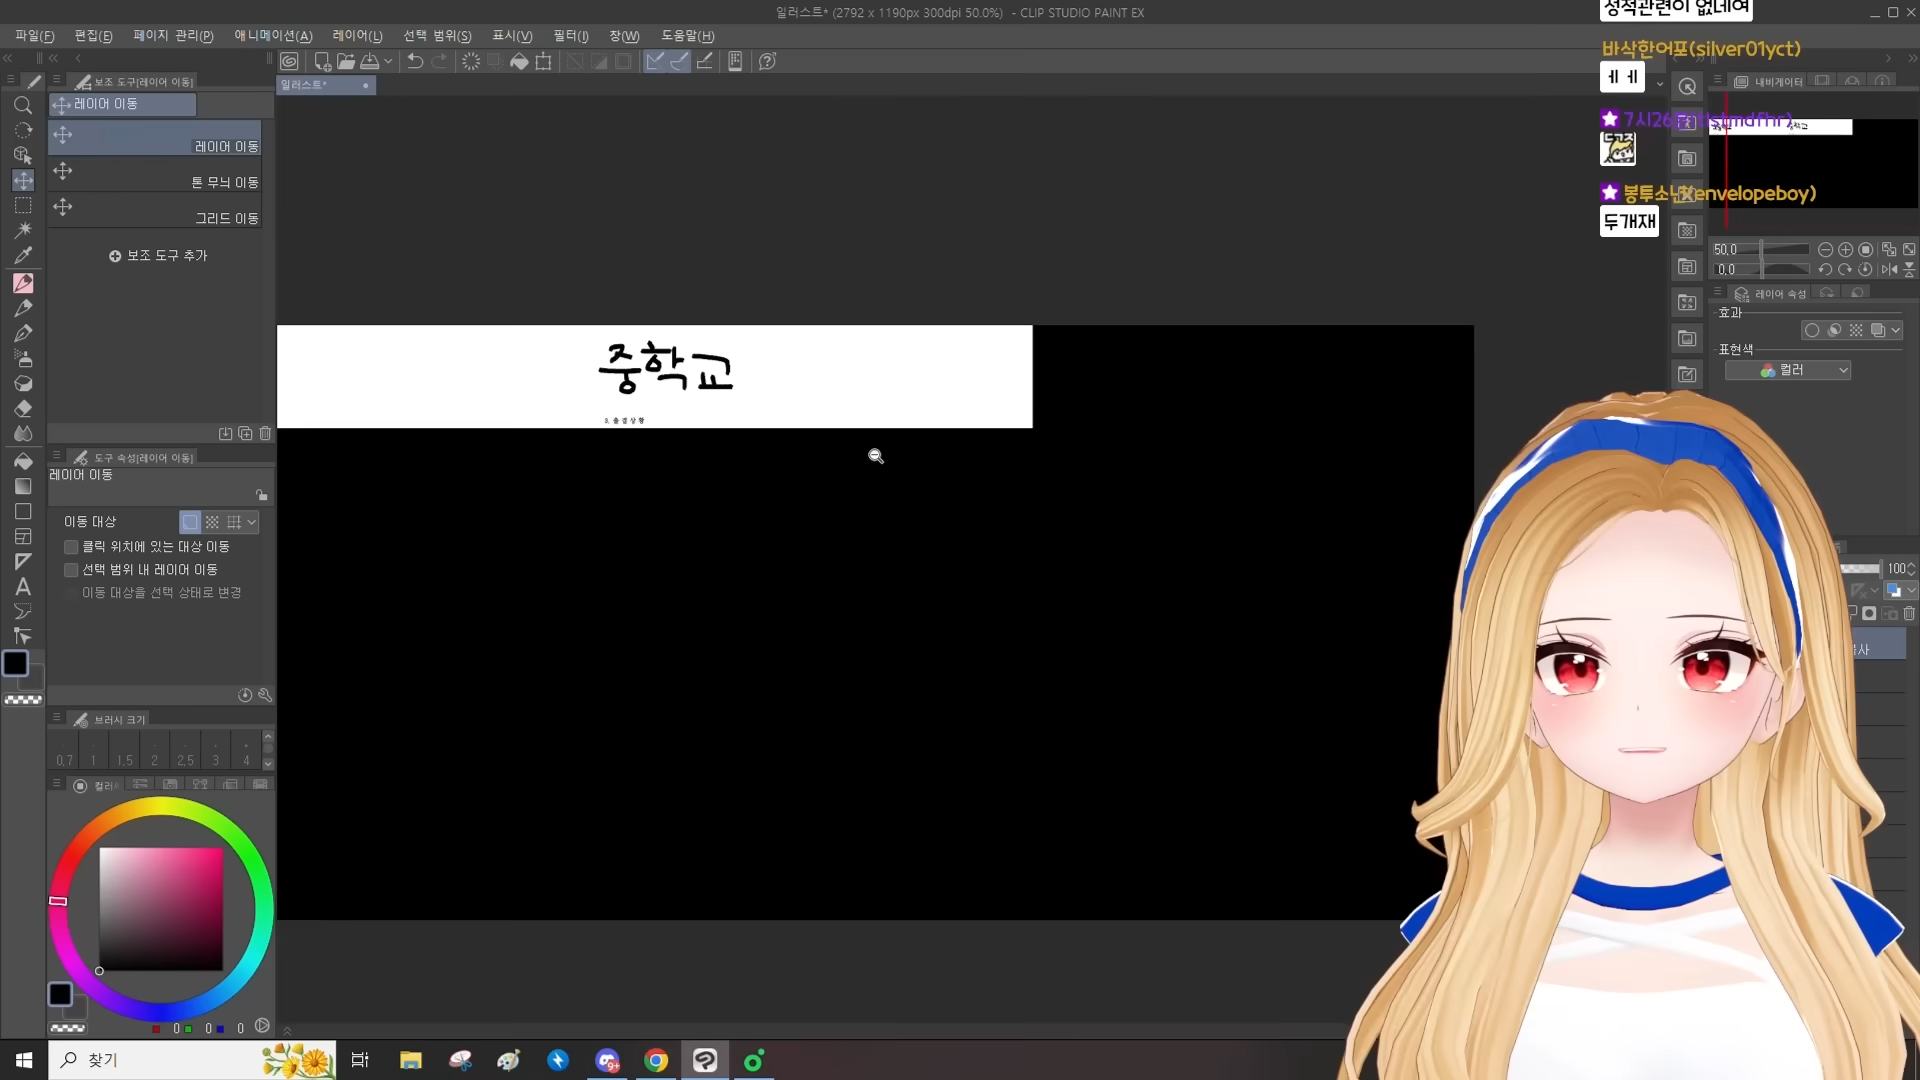 일러스트* (2792 x 1190px 300dpi 50.0%) - CLIP STUDIO PAINT EX
파일(F) 편집(E) 페이지 관리(P) 애니메이션(A) 레이어(L) 선택 범위(S) 표시(V) 필터(I) 창(W) 도움말(H)
성적관련이 없네여
바삭한어포(silver01yct)
ㅔ ㅔ
봉투소년(envelopeboy)
두개재
보조 도구[레이어 이동]
레이어 이동
레이어 이동
톤 무늬 이동
그리드 이동
보조 도구 추가
일러스트*
중학교
3. 출결상황
내비게이터
50.0
0.0
레이어 속성
효과
표현색
컬러
100
도구 속성[레이어 이동]
레이어 이동
이동 대상
클릭 위치에 있는 대상 이동
선택 범위 내 레이어 이동
이동 대상을 선택 상태로 변경
브러시 크기
0.7 1 1.5 2 2.5 3 4
0 0 0
찾기
9+